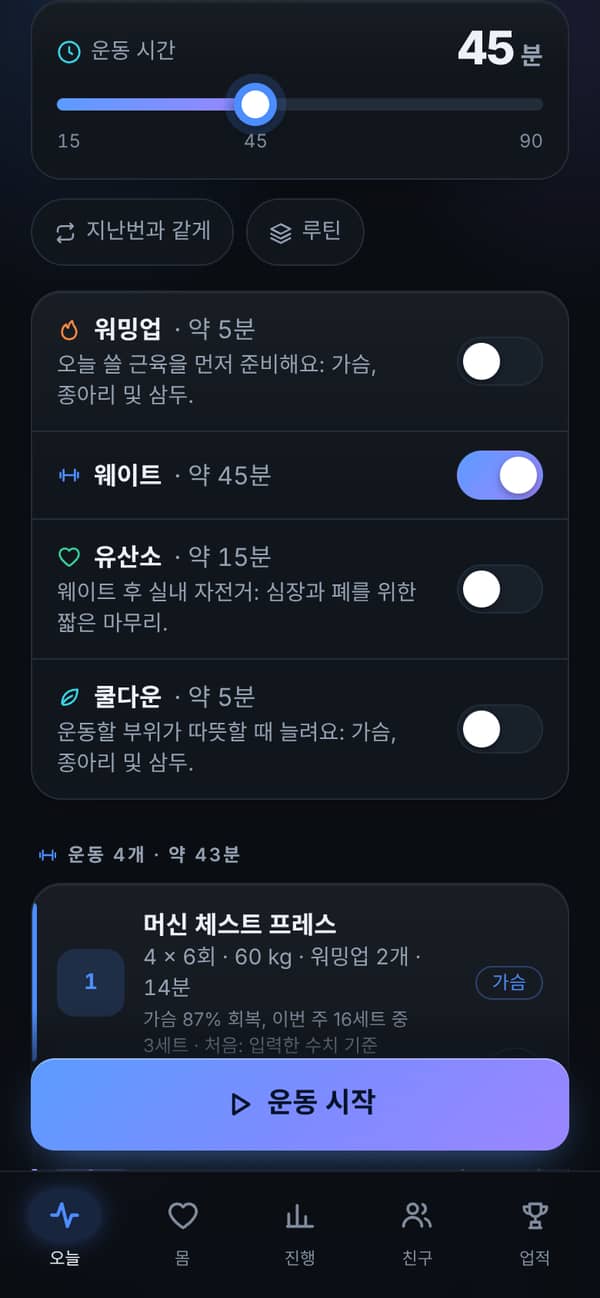 운동 시간
45 분
15 45 90
지난번과 같게
루틴
워밍업 · 약 5분
오늘 쓸 근육을 먼저 준비해요: 가슴,
종아리 및 삼두.
웨이트 · 약 45분
유산소 · 약 15분
웨이트 후 실내 자전거: 심장과 폐를 위한
짧은 마무리.
쿨다운 · 약 5분
운동할 부위가 따뜻할 때 늘려요: 가슴,
종아리 및 삼두.
운동 4개 · 약 43분
머신 체스트 프레스
4 × 6회 · 60 kg · 워밍업 2개 ·
14분
1
가슴
가슴 87% 회복, 이번 주 16세트 중
3세트 · 처음: 입력한 수치 기준
운동 시작
오늘
몸
진행
친구
업적